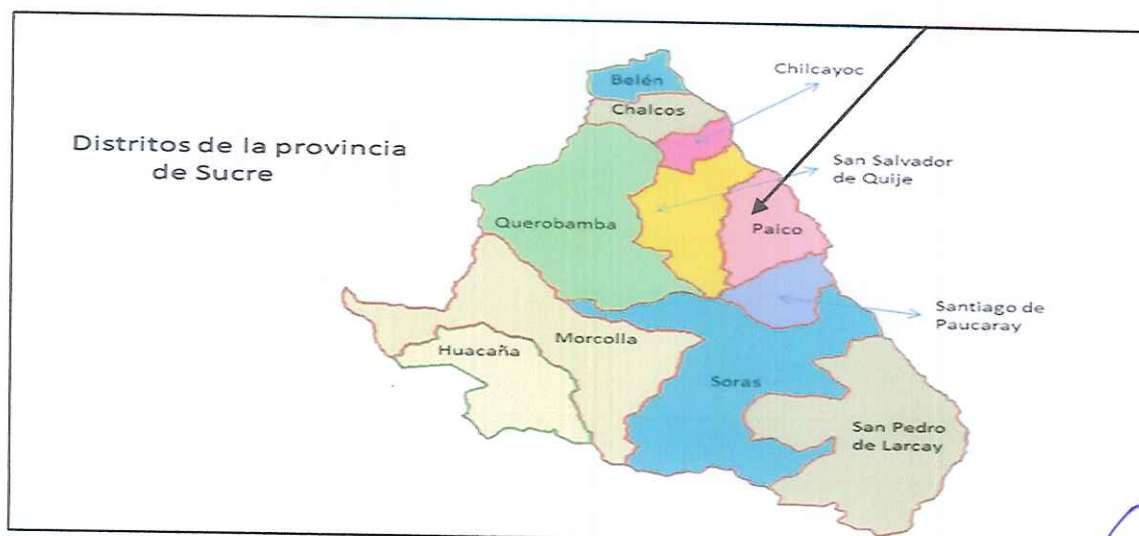 Distritos de la provincia
de Sucre
Belén
Chilcayoc
Chalcos
San Salvador
de Quije
Querobamba
Paico
Santiago de
Paucaray
Morcolla
Huacaña
Soras
San Pedro
de Larcay